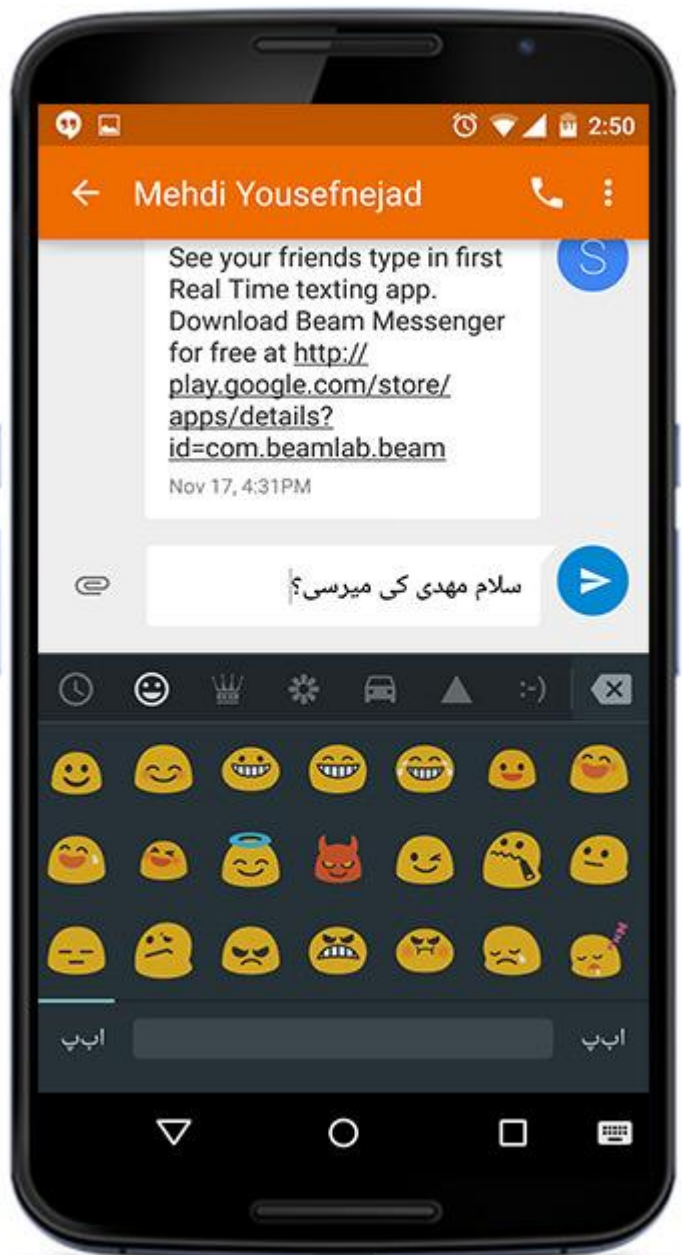 2:50
Mehdi Yousefnejad
See your friends type in first
Real Time texting app.
Download Beam Messenger
for free at http://
play.google.com/store/
apps/details?
id=com.beamlab.beam
S
Nov 17, 4:31PM
سلام مهدی کی میرسی؟
:-)
اب‌پ
اب‌پ